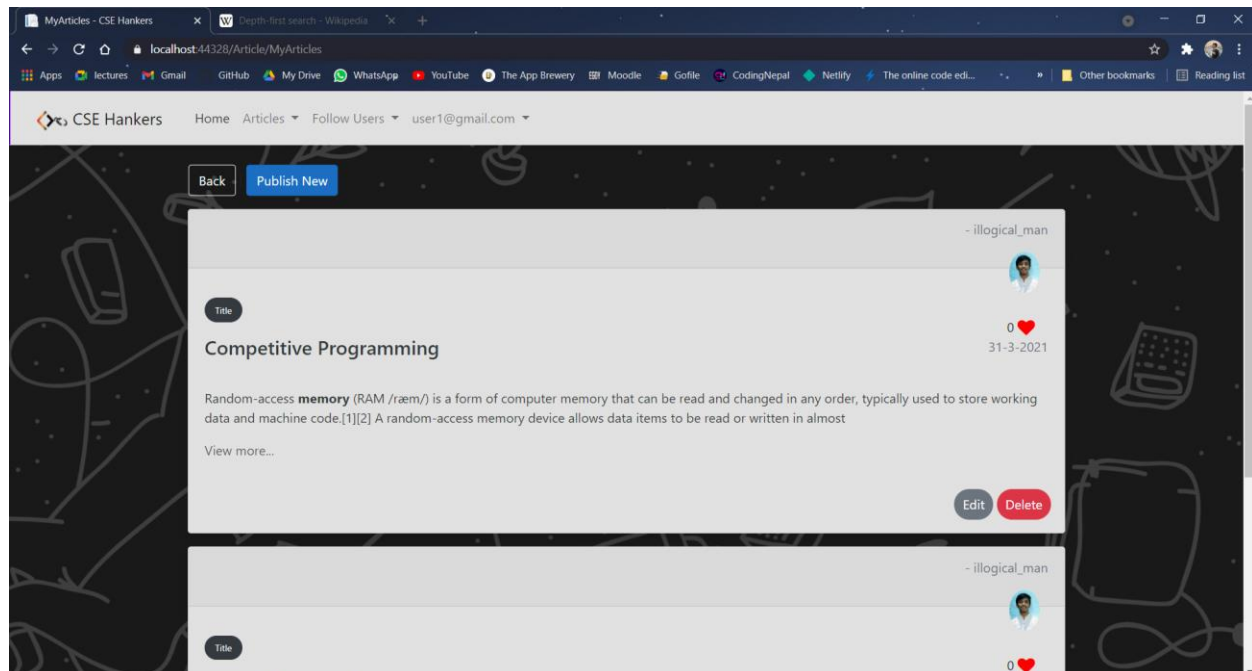 MyArticles - CSE Hankers
Depth-first search - Wikipedia
localhost:44328/Article/MyArticles
Apps lectures Gmail GitHub My Drive WhatsApp YouTube The App Brewery Moodle Gofile CodingNepal Netlify The online code edi... » Other bookmarks Reading list
CSE Hankers Home Articles Follow Users user1@gmail.com
Back Publish New
- illogical_man
Title
0
Competitive Programming
31-3-2021
Random-access memory (RAM /ræm/) is a form of computer memory that can be read and changed in any order, typically used to store working
data and machine code.[1][2] A random-access memory device allows data items to be read or written in almost
View more...
Edit Delete
- illogical_man
Title
0